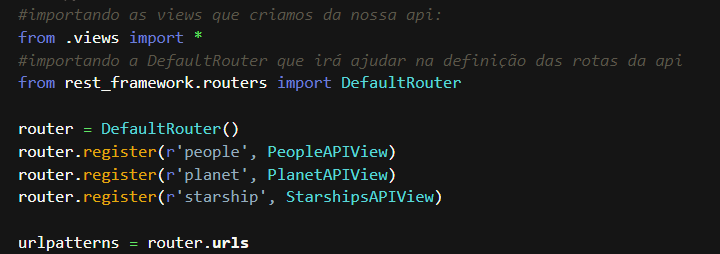 #importando as views que criamos da nossa api:
from .views import *
#importando a DefaultRouter que irá ajudar na definição das rotas da api
from rest_framework.routers import DefaultRouter
router = DefaultRouter()
router.register(r'people', PeopleAPIView)
router.register(r'planet', PlanetAPIView)
router.register(r'starship', StarshipsAPIView)
urlpatterns = router.urls